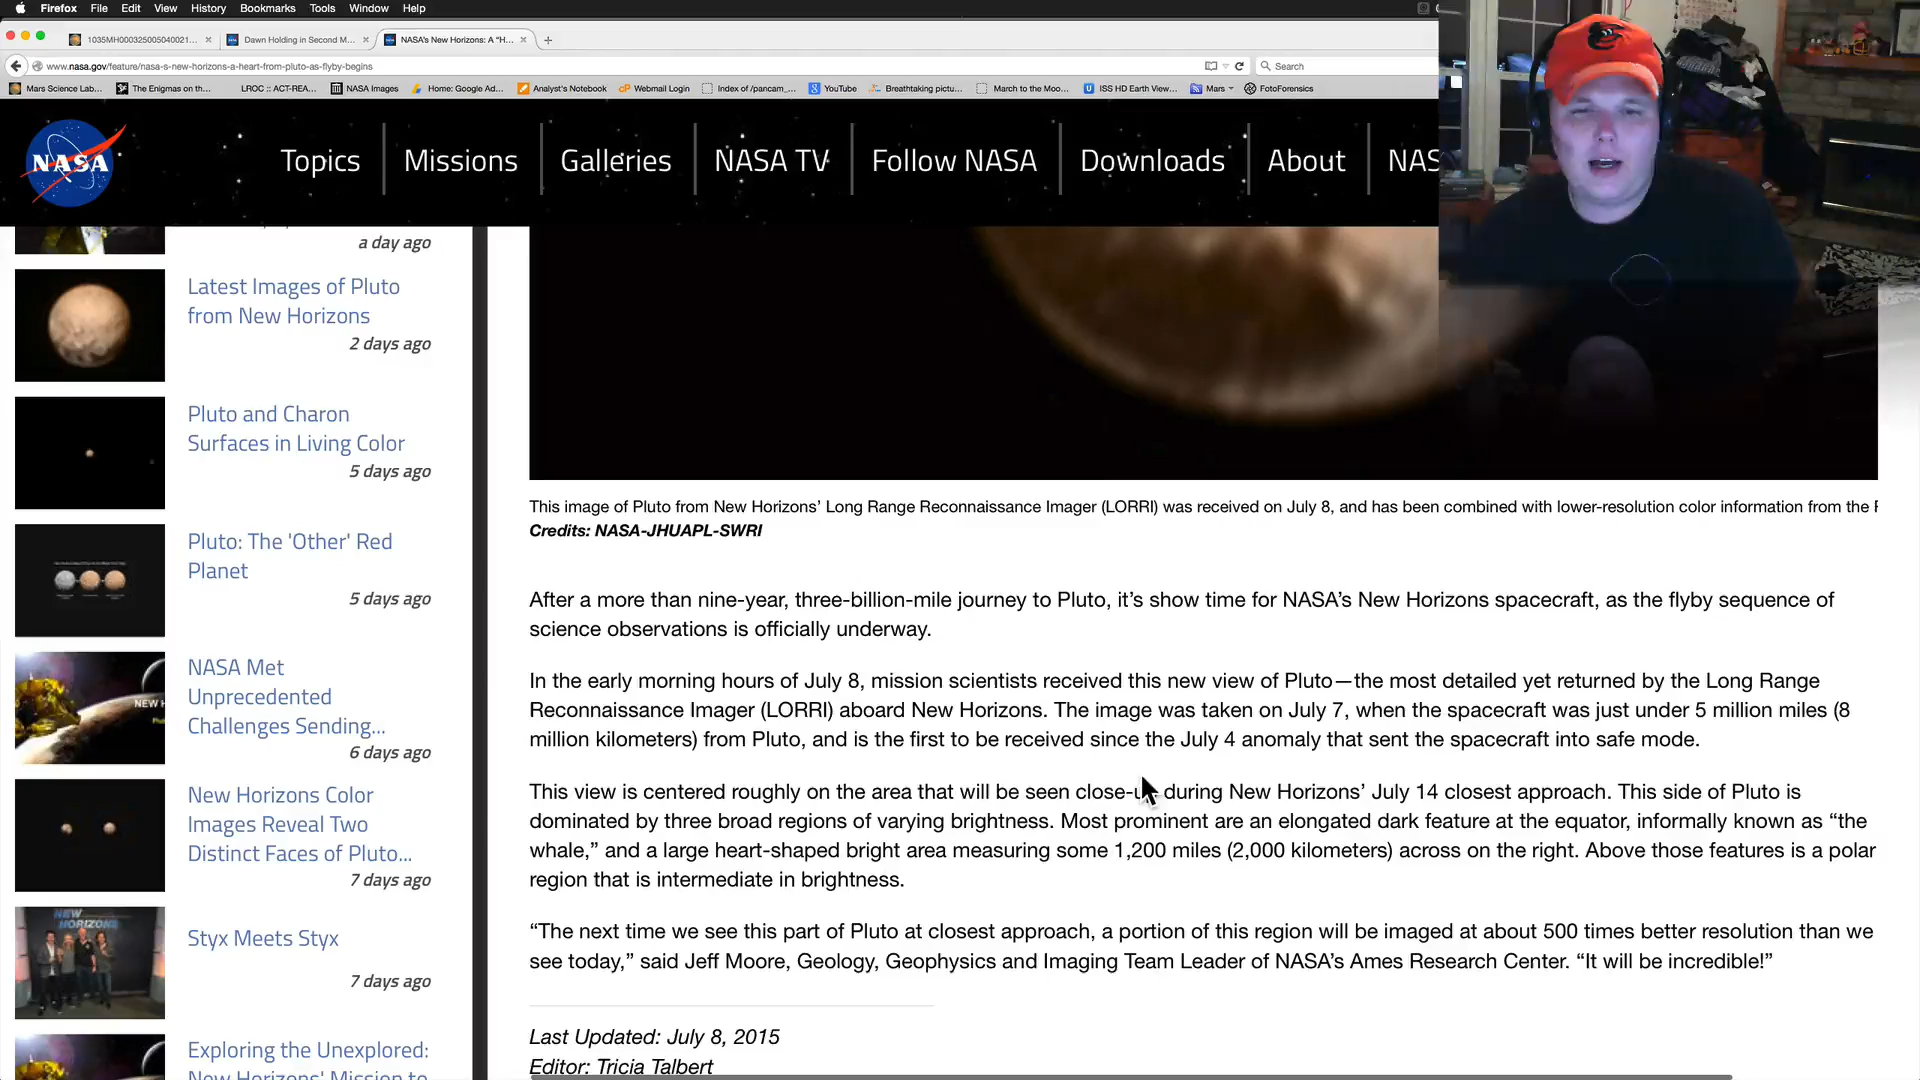 Firefox File Edit View History Bookmarks Tools Window Help
1035MH000325005040021... Dawn Holding in Second M... NASA's New Horizons: A "H...
www.nasa.gov/feature/nasa-s-new-horizons-a-heart-from-pluto-as-flyby-begins Search
Mars Science Lab... The Enigmas on th... LROC :: ACT-REA... NASA Images Home: Google Ad... Analyst's Notebook Webmail Login Index of /pancam_... YouTube Breathtaking pictu... March to the Moo... ISS HD Earth View... Mars FotoForensics
NASA Topics Missions Galleries NASA TV Follow NASA Downloads About NAS
a day ago
Latest Images of Pluto
from New Horizons
2 days ago
Pluto and Charon
Surfaces in Living Color
5 days ago
Pluto: The 'Other' Red
Planet
5 days ago
NASA Met
Unprecedented
Challenges Sending...
6 days ago
New Horizons Color
Images Reveal Two
Distinct Faces of Pluto...
7 days ago
Styx Meets Styx
7 days ago
Exploring the Unexplored:
New Horizons' Mission to
This image of Pluto from New Horizons' Long Range Reconnaissance Imager (LORRI) was received on July 8, and has been combined with lower-resolution color information from the
Credits: NASA-JHUAPL-SWRI
After a more than nine-year, three-billion-mile journey to Pluto, it's show time for NASA's New Horizons spacecraft, as the flyby sequence of
science observations is officially underway.
In the early morning hours of July 8, mission scientists received this new view of Pluto—the most detailed yet returned by the Long Range
Reconnaissance Imager (LORRI) aboard New Horizons. The image was taken on July 7, when the spacecraft was just under 5 million miles (8
million kilometers) from Pluto, and is the first to be received since the July 4 anomaly that sent the spacecraft into safe mode.
This view is centered roughly on the area that will be seen close-up during New Horizons' July 14 closest approach. This side of Pluto is
dominated by three broad regions of varying brightness. Most prominent are an elongated dark feature at the equator, informally known as "the
whale," and a large heart-shaped bright area measuring some 1,200 miles (2,000 kilometers) across on the right. Above those features is a polar
region that is intermediate in brightness.
"The next time we see this part of Pluto at closest approach, a portion of this region will be imaged at about 500 times better resolution than we
see today," said Jeff Moore, Geology, Geophysics and Imaging Team Leader of NASA's Ames Research Center. "It will be incredible!"
Last Updated: July 8, 2015
Editor: Tricia Talbert